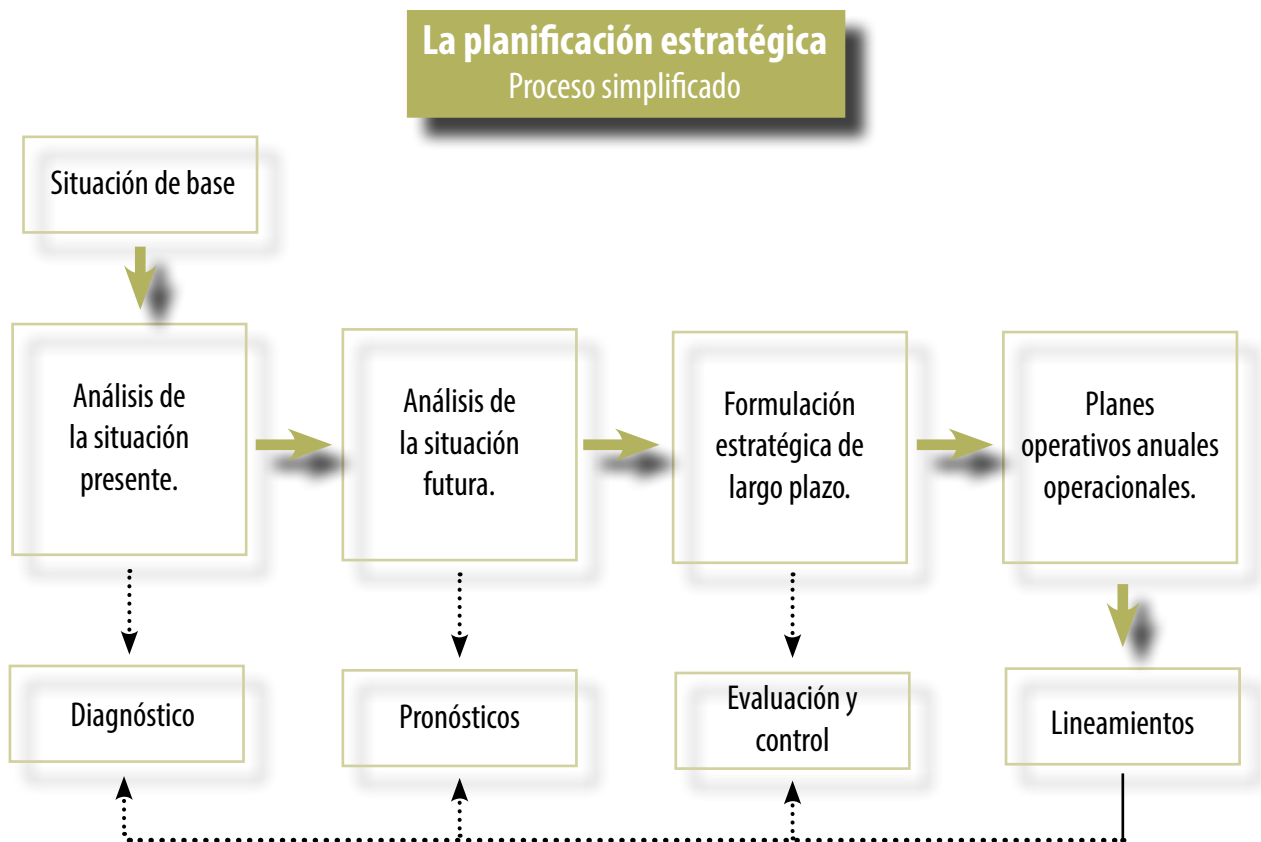 La planificación estratégica
Proceso simplificado
Situación de base
Análisis de
la situación
presente.
Análisis de
la situación
futura.
Formulación
estratégica de
largo plazo.
Planes
operativos anuales
operacionales.
Diagnóstico
Pronósticos
Evaluación y
control
Lineamientos